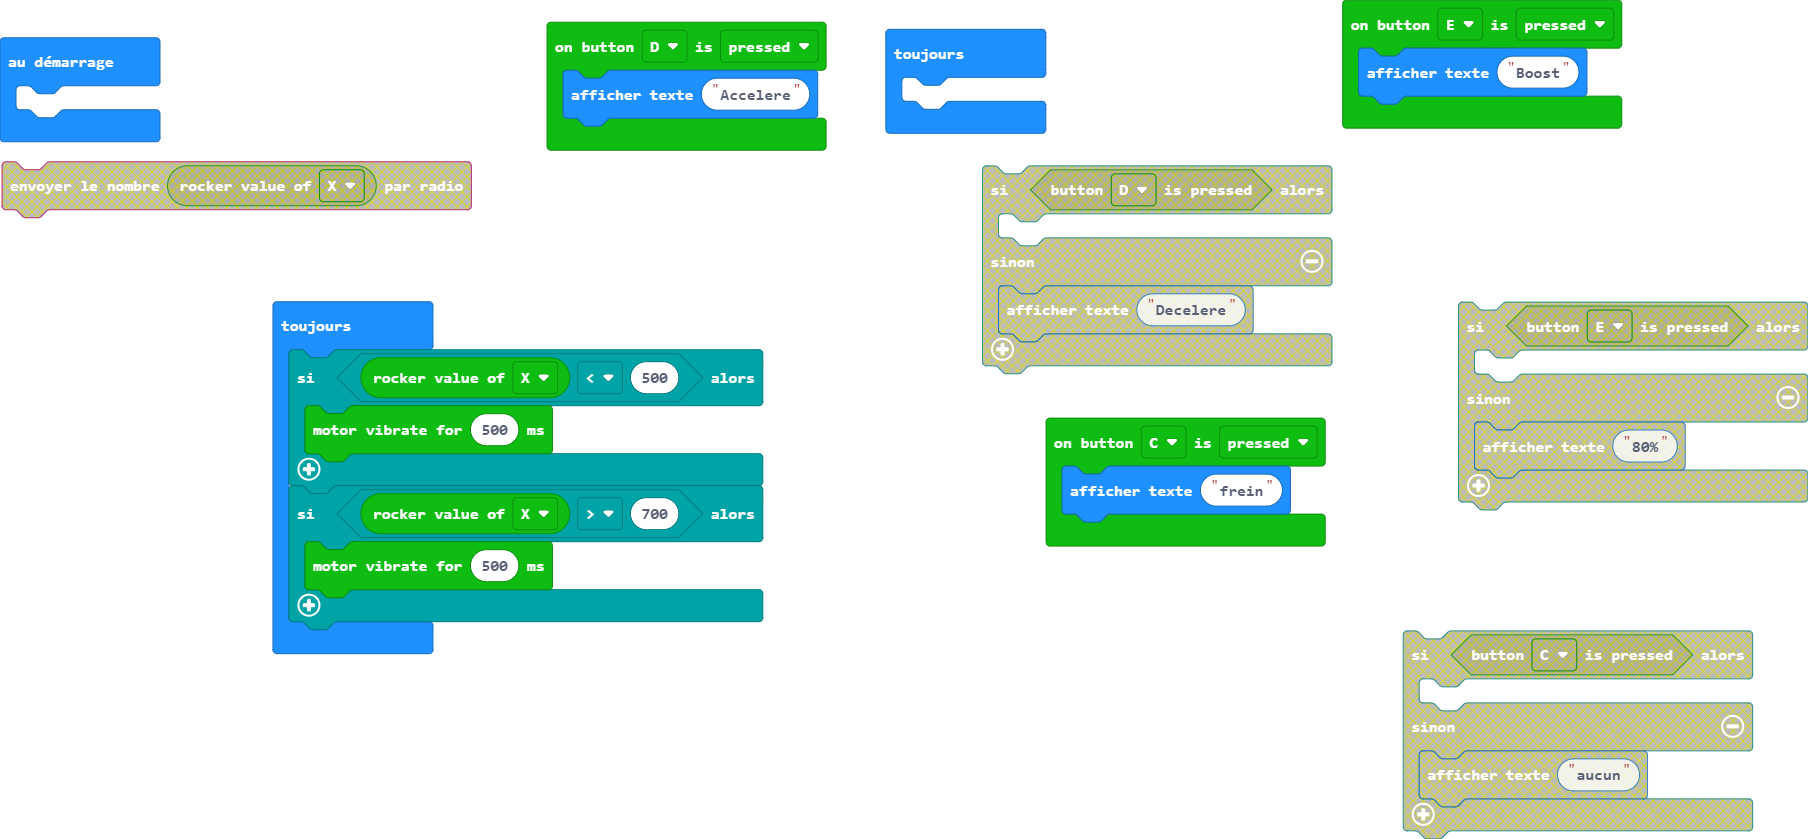 au démarrage
envoyer le nombre rocker value of X par radio
on button D is pressed
afficher texte "Accelere"
toujours
on button E is pressed
afficher texte "Boost"
si button D is pressed alors
sinon
afficher texte "Decelere"
toujours
si rocker value of X < 500 alors
motor vibrate for 500 ms
si rocker value of X > 700 alors
motor vibrate for 500 ms
on button C is pressed
afficher texte "frein"
si button E is pressed alors
sinon
afficher texte "80%"
si button C is pressed alors
sinon
afficher texte "aucun"